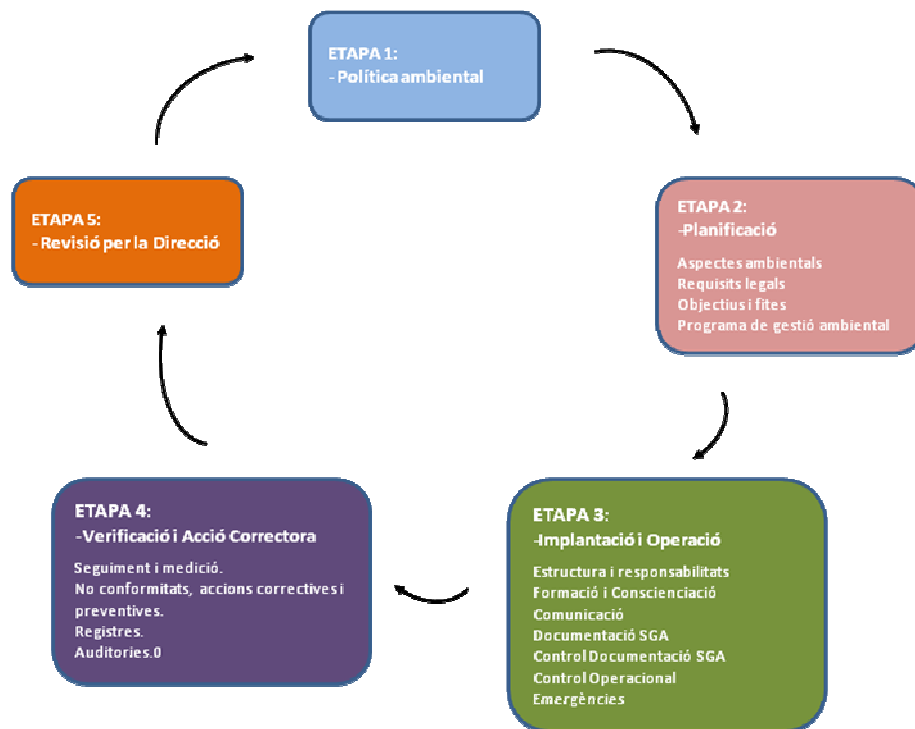 ETAPA 1:
-Política ambiental
ETAPA 2:
-Planificació
Aspectes ambientals
Requisits legals
Objectius i fites
Programa de gestió ambiental
ETAPA 3:
-Implantació i Operació
Estructura i responsabilitats
Formació i Conscienciació
Comunicació
Documentació SGA
Control Documentació SGA
Control Operacional
Emergències
ETAPA 4:
-Verificació i Acció Correctora
Seguiment i medició.
No conformitats, accions correctives i
preventives.
Registres.
Auditories.0
ETAPA 5:
-Revisió per la Direcció